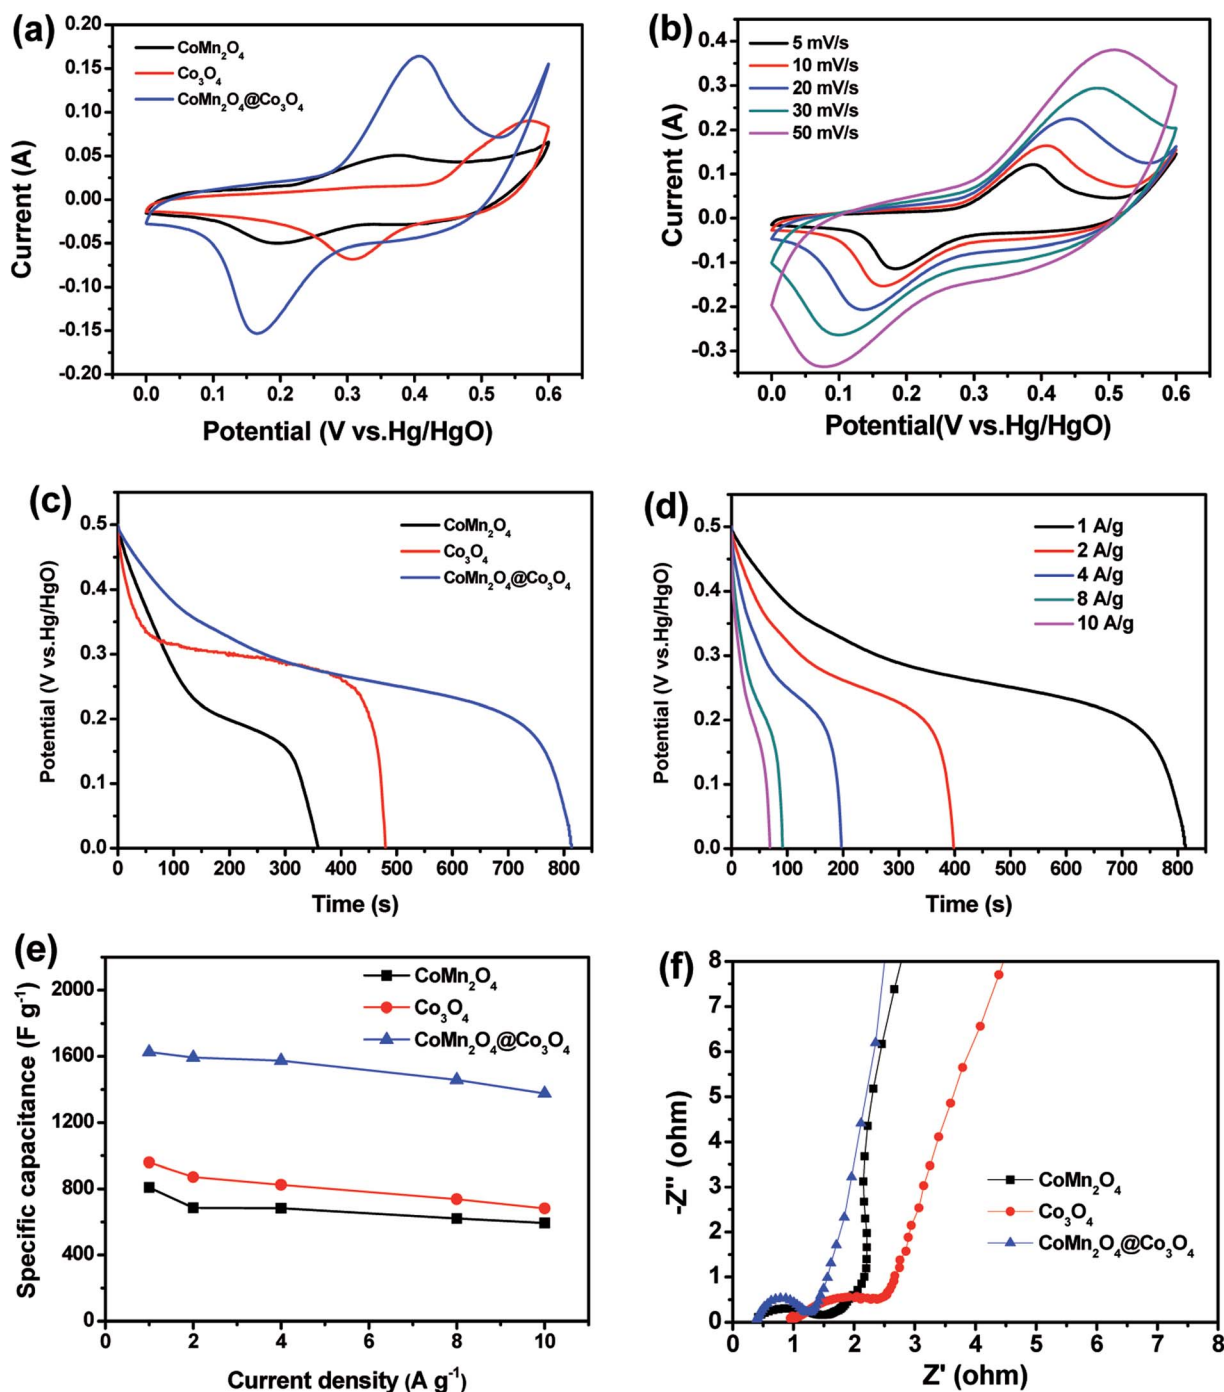 (a)
0.20
0.15
0.10
0.05
0.00
-0.05
-0.10
-0.15
-0.20
Current (A)
CoMn₂O₄
Co₃O₄
CoMn₂O₄@Co₃O₄
0.0 0.1 0.2 0.3 0.4 0.5 0.6
Potential (V vs.Hg/HgO)
(b)
0.4
0.3
0.2
0.1
0.0
-0.1
-0.2
-0.3
Current (A)
5 mV/s
10 mV/s
20 mV/s
30 mV/s
50 mV/s
0.0 0.1 0.2 0.3 0.4 0.5 0.6
Potential(V vs.Hg/HgO)
(c)
0.5
0.4
0.3
0.2
0.1
0.0
Potential (V vs.Hg/HgO)
CoMn₂O₄
Co₃O₄
CoMn₂O₄@Co₃O₄
0 100 200 300 400 500 600 700 800
Time (s)
(d)
0.5
0.4
0.3
0.2
0.1
0.0
Potential (V vs.Hg/HgO)
1 A/g
2 A/g
4 A/g
8 A/g
10 A/g
0 100 200 300 400 500 600 700 800
Time (s)
(e)
2000
1600
1200
800
400
0
Specific capacitance (F g⁻¹)
CoMn₂O₄
Co₃O₄
CoMn₂O₄@Co₃O₄
0 2 4 6 8 10
Current density (A g⁻¹)
(f)
8
7
6
5
4
3
2
1
0
-Z'' (ohm)
CoMn₂O₄
Co₃O₄
CoMn₂O₄@Co₃O₄
0 1 2 3 4 5 6 7 8
Z' (ohm)